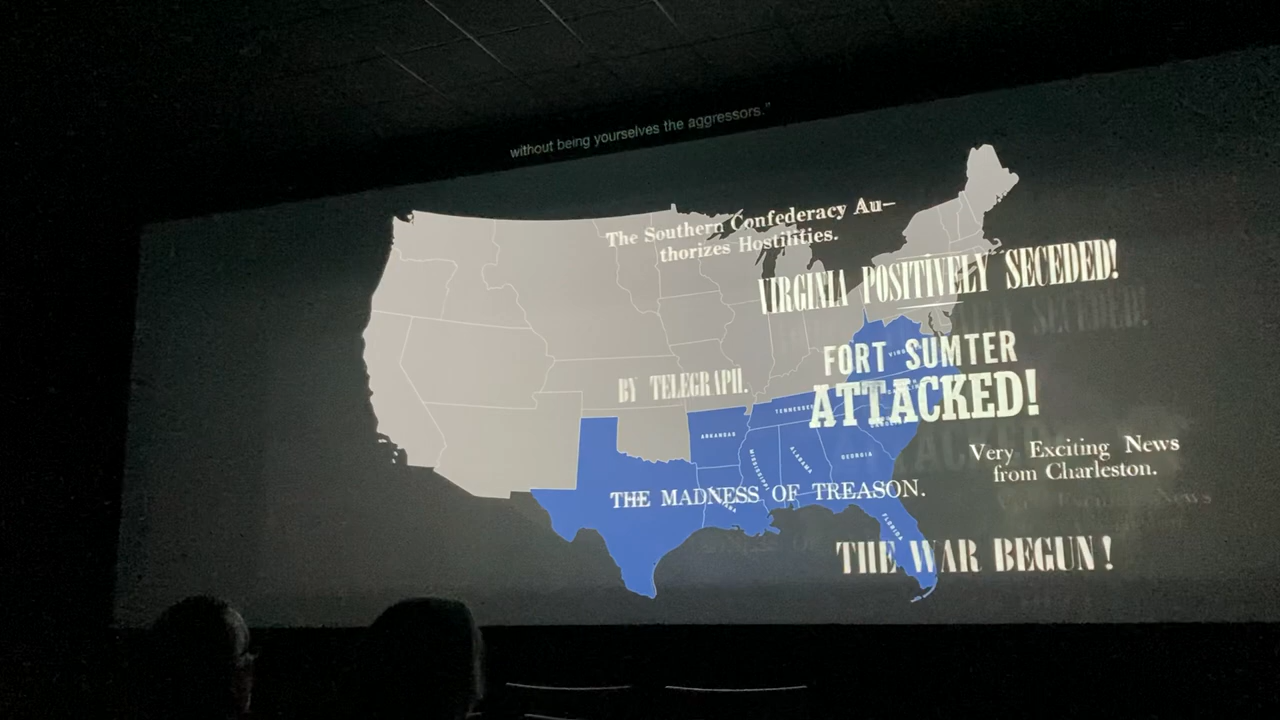 without being yourselves the aggressors."
The Southern Confederacy Au–
thorizes Hostilities.
VIRGINIA POSITIVELY SECEDED!
FORT SUMTER
ATTACKED!
BY TELEGRAPH.
Very Exciting News
from Charleston.
THE MADNESS OF TREASON.
THE WAR BEGUN!
TENNESSEE
ARKANSAS
MISSISSIPPI
ALABAMA
GEORGIA
FLORIDA